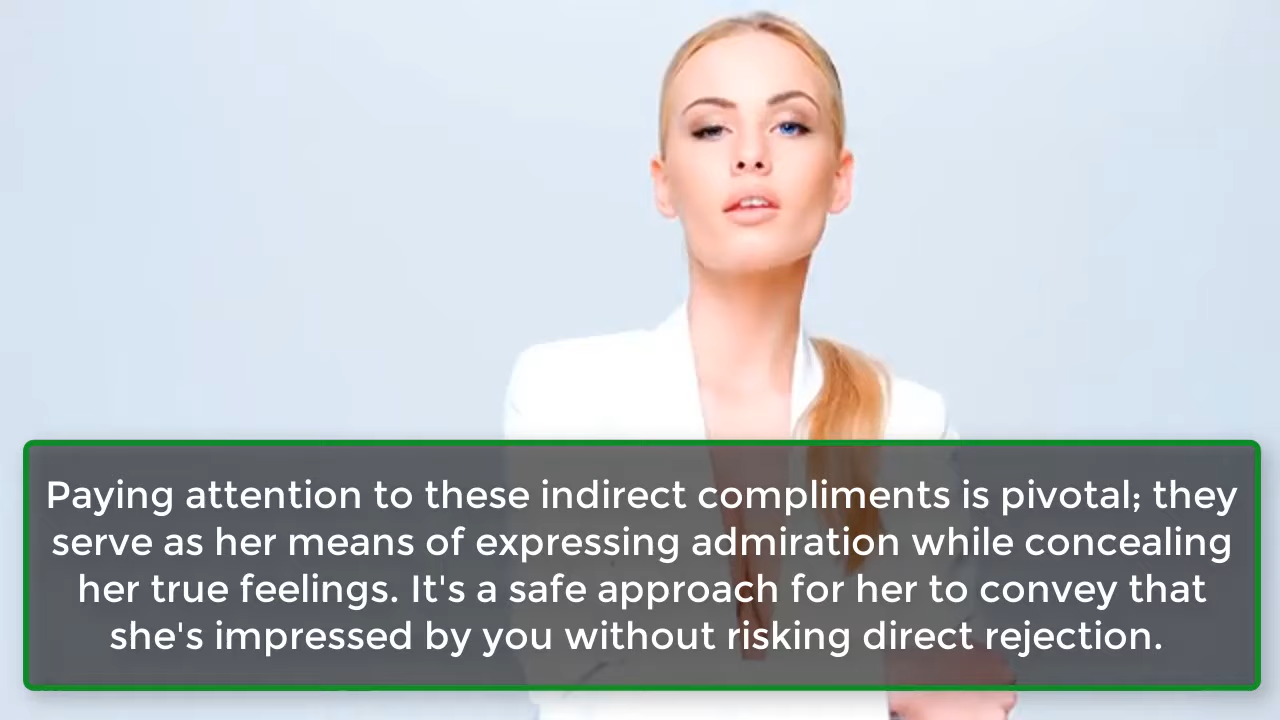 Paying attention to these indirect compliments is pivotal; they
serve as her means of expressing admiration while concealing
her true feelings. It's a safe approach for her to convey that
she's impressed by you without risking direct rejection.